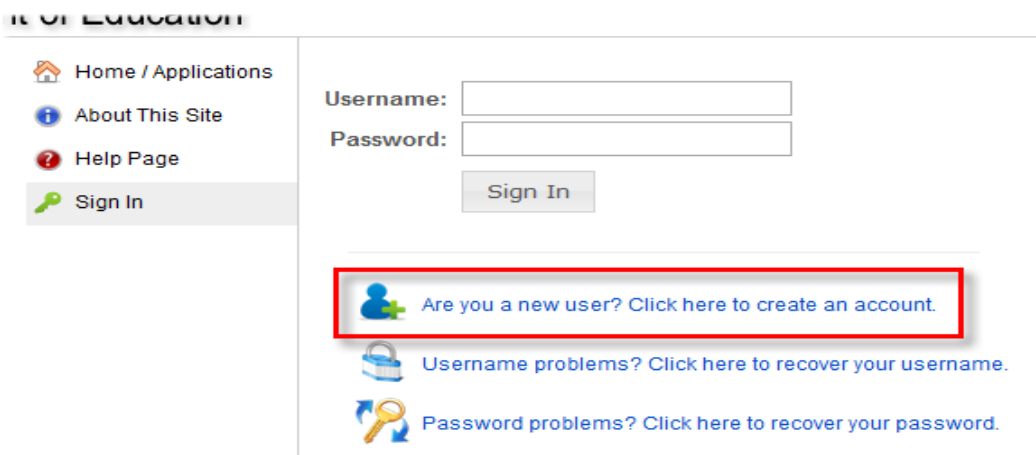 Education
Home / Applications
About This Site
Help Page
Sign In
Username:
Password:
Sign In
Are you a new user? Click here to create an account.
Username problems? Click here to recover your username.
Password problems? Click here to recover your password.